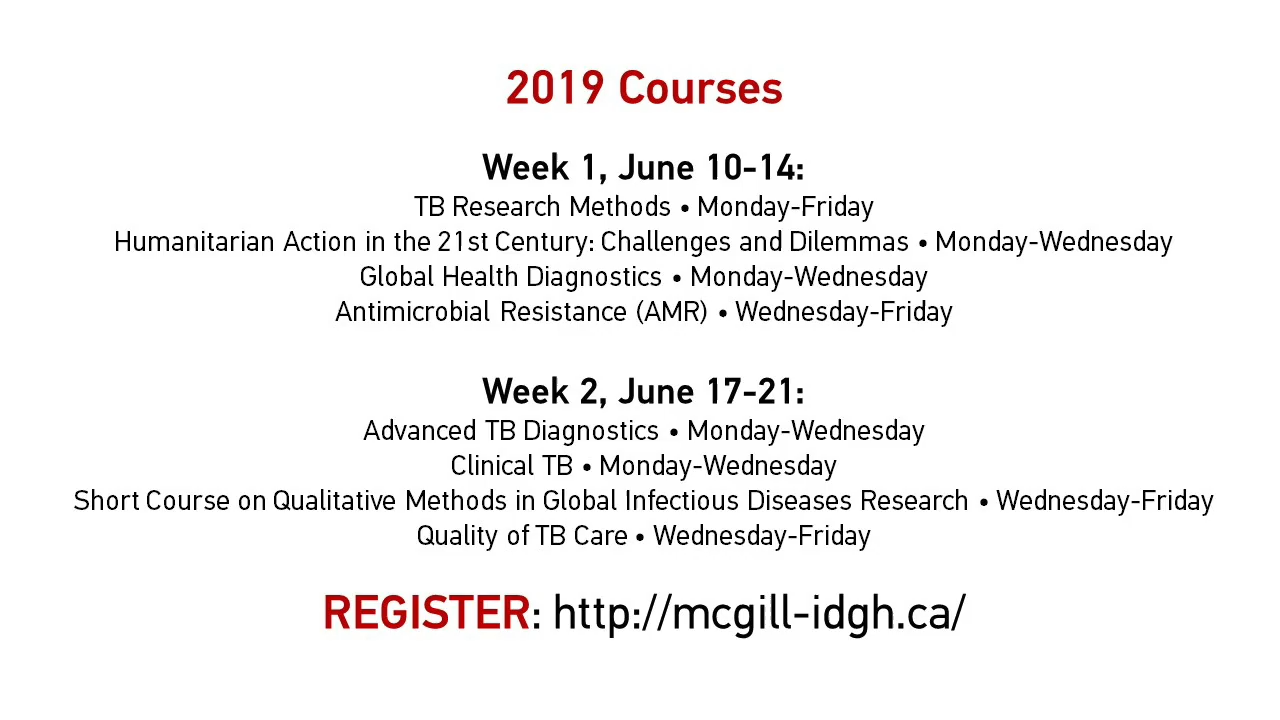 2019 Courses
Week 1, June 10-14:
TB Research Methods • Monday-Friday
Humanitarian Action in the 21st Century: Challenges and Dilemmas • Monday-Wednesday
Global Health Diagnostics • Monday-Wednesday
Antimicrobial Resistance (AMR) • Wednesday-Friday
Week 2, June 17-21:
Advanced TB Diagnostics • Monday-Wednesday
Clinical TB • Monday-Wednesday
Short Course on Qualitative Methods in Global Infectious Diseases Research • Wednesday-Friday
Quality of TB Care • Wednesday-Friday
REGISTER: http://mcgill-idgh.ca/